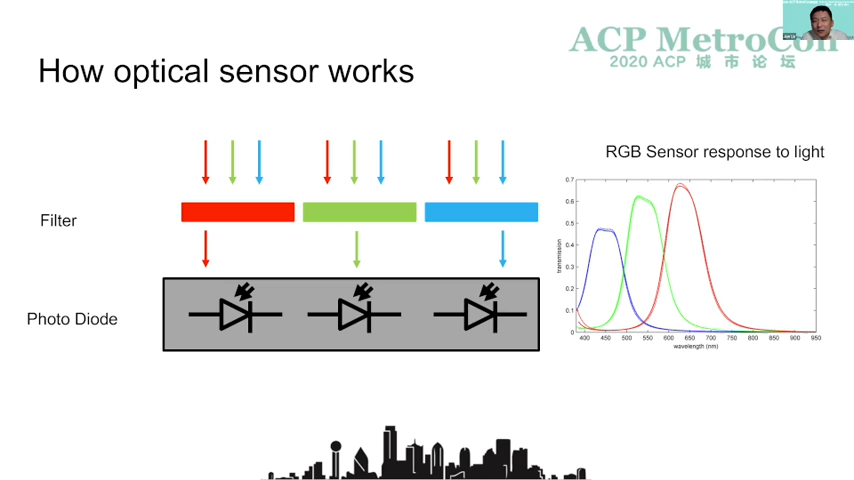 ACP MetroCon
2020 ACP 城市论坛
How optical sensor works
RGB Sensor response to light
Filter
Photo Diode
transmission
0.7
0.6
0.5
0.4
0.3
0.2
0.1
0
400 450 500 550 600 650 700 750 800 850 900 950
wavelength (nm)